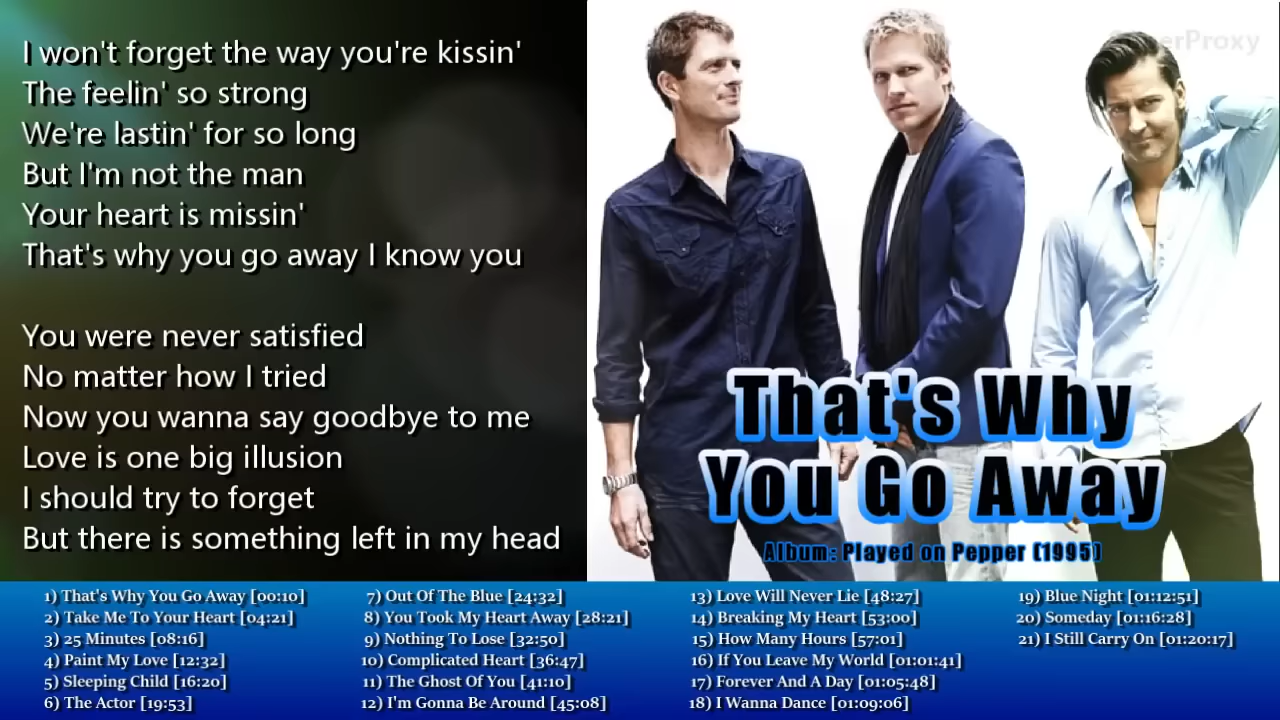 I won't forget the way you're kissin'
The feelin' so strong
We're lastin' for so long
But I'm not the man
Your heart is missin'
That's why you go away I know you
You were never satisfied
No matter how I tried
Now you wanna say goodbye to me
Love is one big illusion
I should try to forget
But there is something left in my head
That's Why
You Go Away
Album: Played on Pepper (1995)
1) That's Why You Go Away [00:10]
2) Take Me To Your Heart [04:21]
3) 25 Minutes [08:16]
4) Paint My Love [12:32]
5) Sleeping Child [16:20]
6) The Actor [19:53]
7) Out Of The Blue [24:32]
8) You Took My Heart Away [28:21]
9) Nothing To Lose [32:50]
10) Complicated Heart [36:47]
11) The Ghost Of You [41:10]
12) I'm Gonna Be Around [45:08]
13) Love Will Never Lie [48:27]
14) Breaking My Heart [53:00]
15) How Many Hours [57:01]
16) If You Leave My World [01:01:41]
17) Forever And A Day [01:05:48]
18) I Wanna Dance [01:09:06]
19) Blue Night [01:12:51]
20) Someday [01:16:28]
21) I Still Carry On [01:20:17]